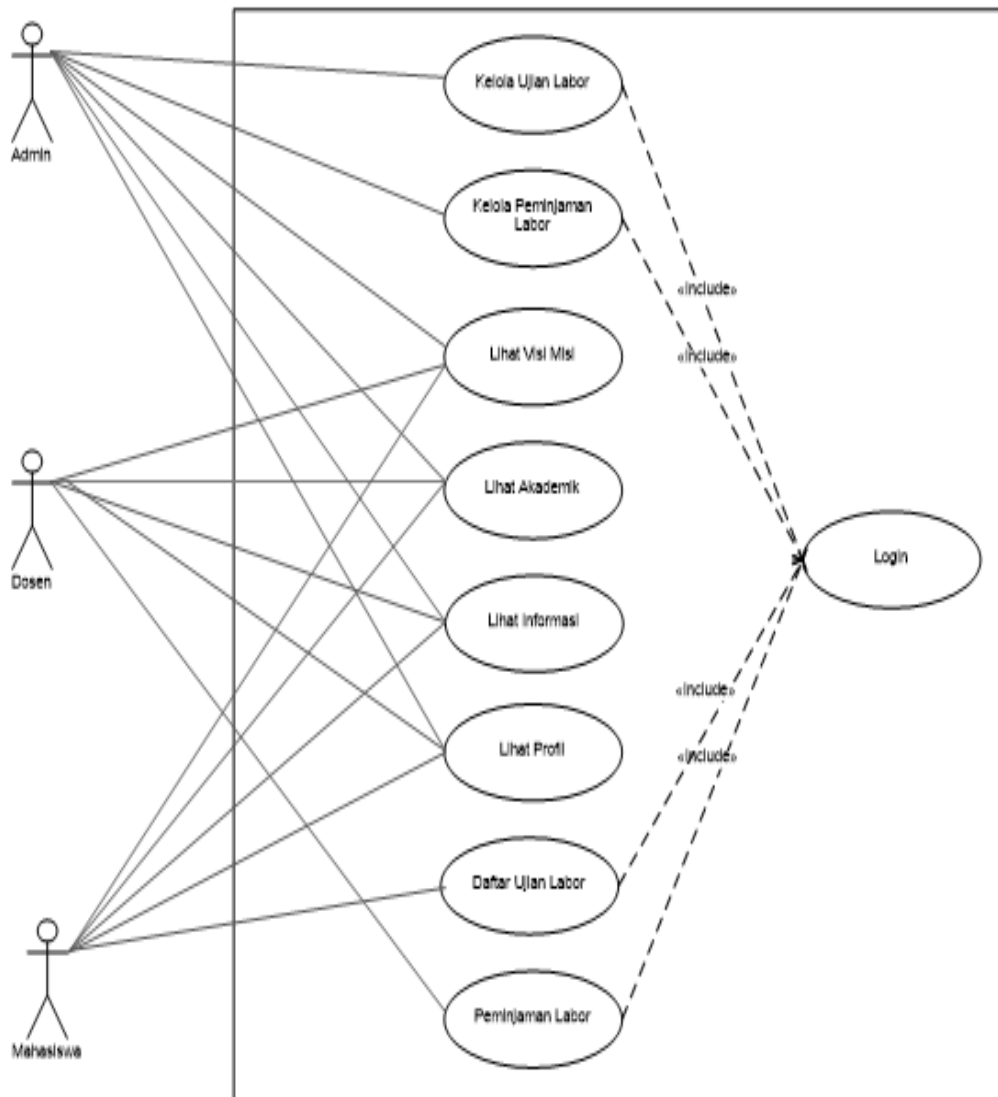 Kelola Ujian Labor
Admin
Kelola Peminjaman
Labor
«include»
Lihat Visi Misi
«include»
Lihat Akademik
Login
Dosen
Lihat Informasi
«include»
Lihat Profil
«include»
Daftar Ujian Labor
Peminjaman Labor
Mahasiswa